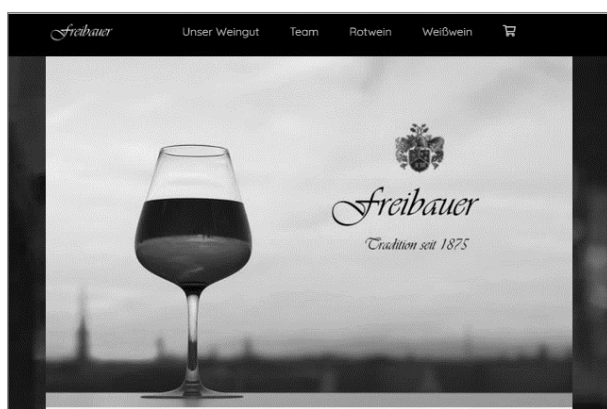 Freibauer Unser Weingut Team Rotwein Weißwein
Freibauer
Tradition seit 1875